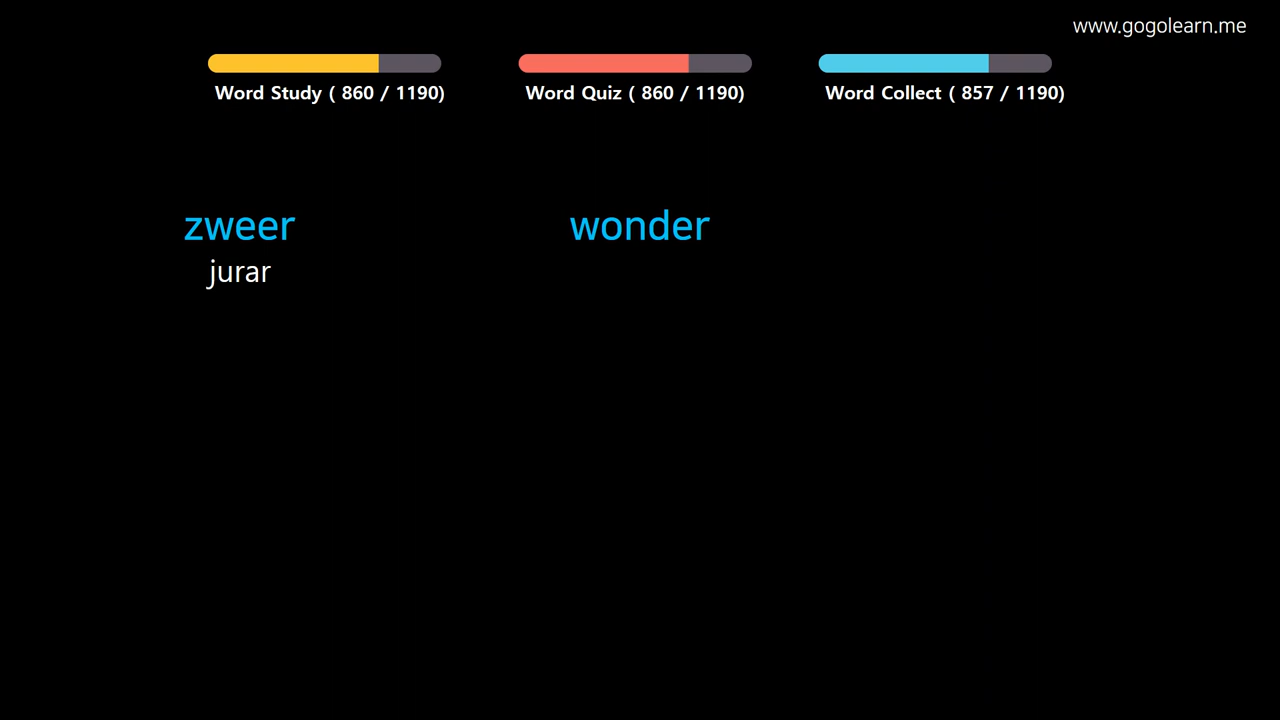 www.gogolearn.me
Word Study ( 860 / 1190)
Word Quiz ( 860 / 1190)
Word Collect ( 857 / 1190)
zweer
wonder
jurar